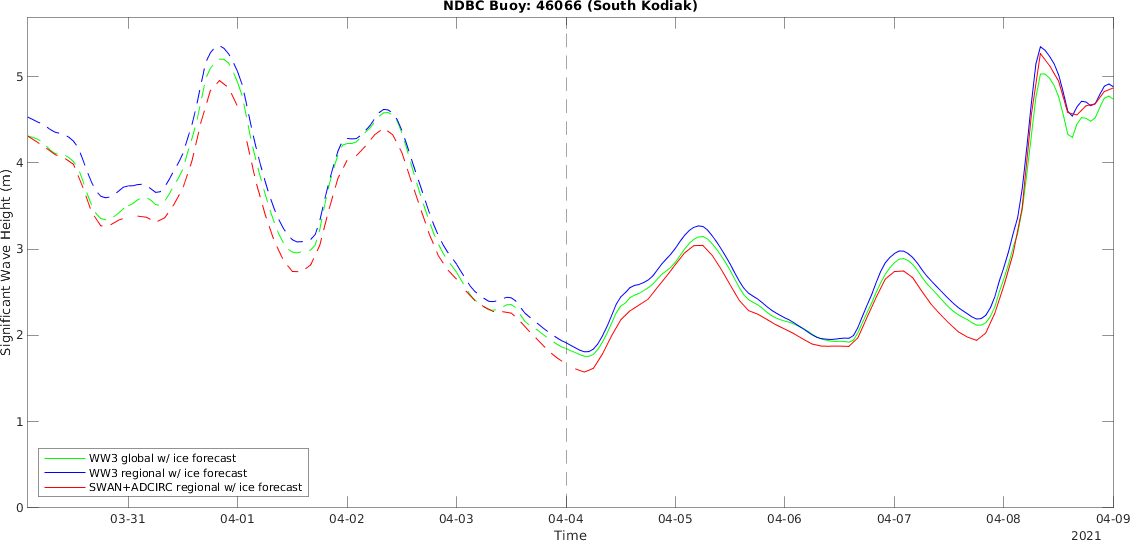 NDBC Buoy: 46066 (South Kodiak)
Significant Wave Height (m)
5
4
3
2
1
0
WW3 global w/ ice forecast
WW3 regional w/ ice forecast
SWAN+ADCIRC regional w/ ice forecast
03-31 04-01 04-02 04-03 04-04 04-05 04-06 04-07 04-08 04-09
Time
2021